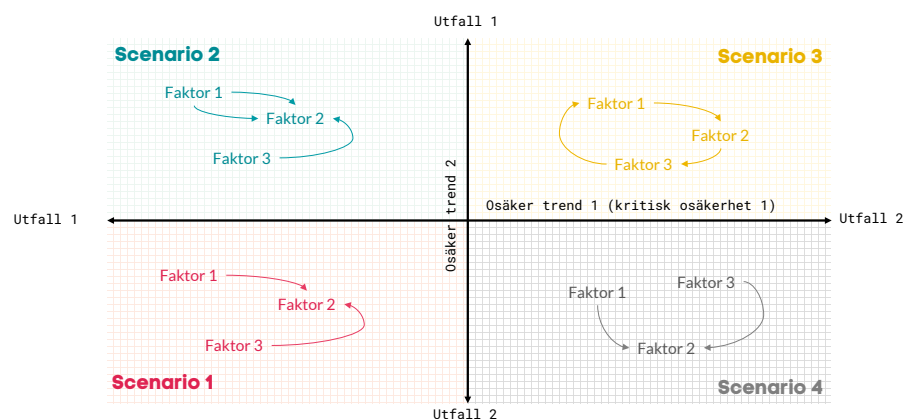 Utfall 1
Scenario 2
Faktor 1
Faktor 2
Faktor 3
Scenario 3
Faktor 1
Faktor 2
Faktor 3
Osäker trend 2
Osäker trend 1 (kritisk osäkerhet 1)
Utfall 1
Utfall 2
Faktor 1
Faktor 2
Faktor 3
Scenario 1
Faktor 3
Faktor 1
Faktor 2
Scenario 4
Utfall 2